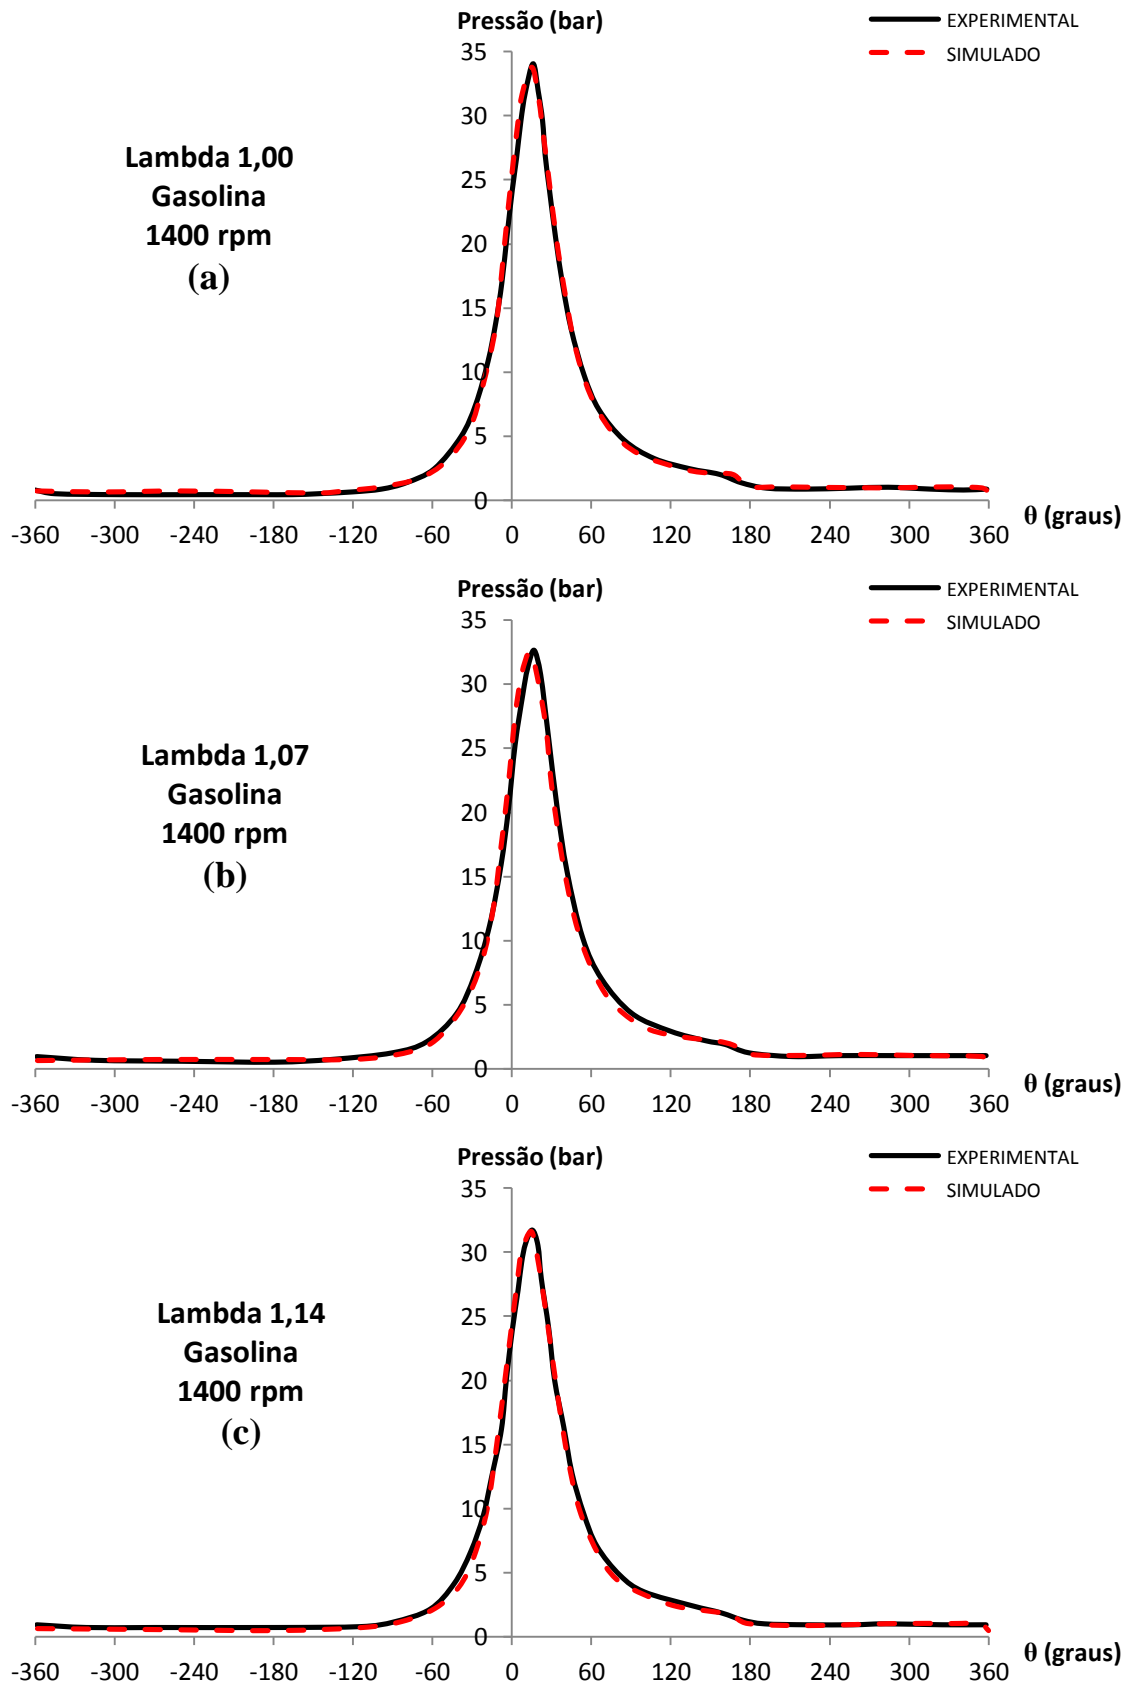 Pressão (bar)
EXPERIMENTAL
SIMULADO
35
30
25
20
15
10
5
0
Lambda 1,00
Gasolina
1400 rpm
(a)
-360 -300 -240 -180 -120 -60 0 60 120 180 240 300 360
θ (graus)
Pressão (bar)
EXPERIMENTAL
SIMULADO
35
30
25
20
15
10
5
0
Lambda 1,07
Gasolina
1400 rpm
(b)
-360 -300 -240 -180 -120 -60 0 60 120 180 240 300 360
θ (graus)
Pressão (bar)
EXPERIMENTAL
SIMULADO
35
30
25
20
15
10
5
0
Lambda 1,14
Gasolina
1400 rpm
(c)
-360 -300 -240 -180 -120 -60 0 60 120 180 240 300 360
θ (graus)